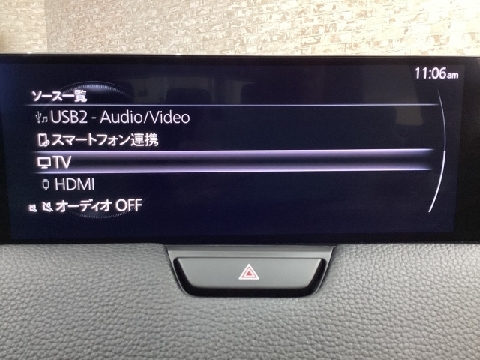 11:06am
ソース一覧
USB2 - Audio/Video
スマートフォン連携
TV
HDMI
オーディオ OFF